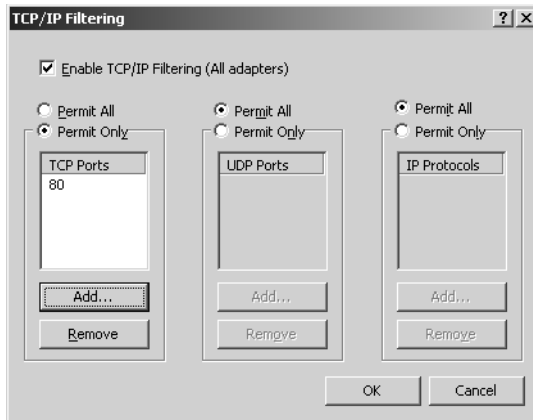 TCP/IP Filtering
Enable TCP/IP Filtering (All adapters)
Permit All
Permit Only
TCP Ports
80
Add...
Remove
Permit All
Permit Only
UDP Ports
Add...
Remove
Permit All
Permit Only
IP Protocols
Add...
Remove
OK
Cancel